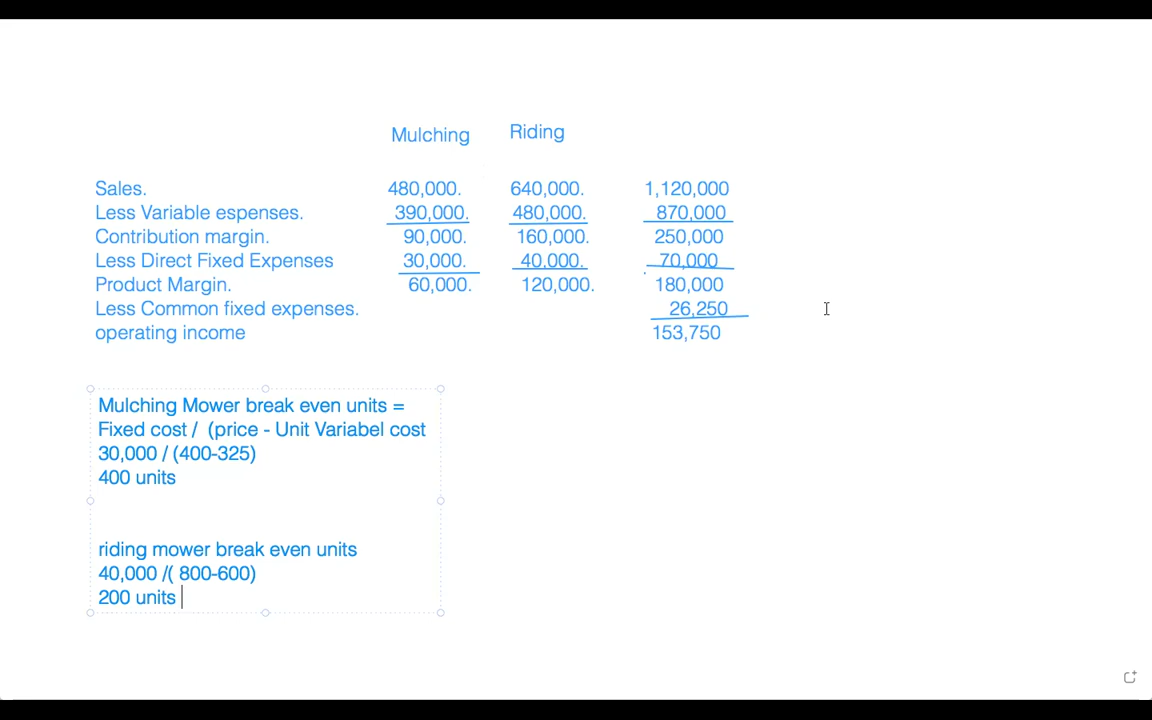 Mulching Riding
Sales. 480,000. 640,000. 1,120,000
Less Variable espenses. 390,000. 480,000. 870,000
Contribution margin. 90,000. 160,000. 250,000
Less Direct Fixed Expenses 30,000. 40,000. 70,000
Product Margin. 60,000. 120,000. 180,000
Less Common fixed expenses. 26,250
operating income 153,750
Mulching Mower break even units =
Fixed cost / (price - Unit Variabel cost
30,000 / (400-325)
400 units
riding mower break even units
40,000 /( 800-600)
200 units